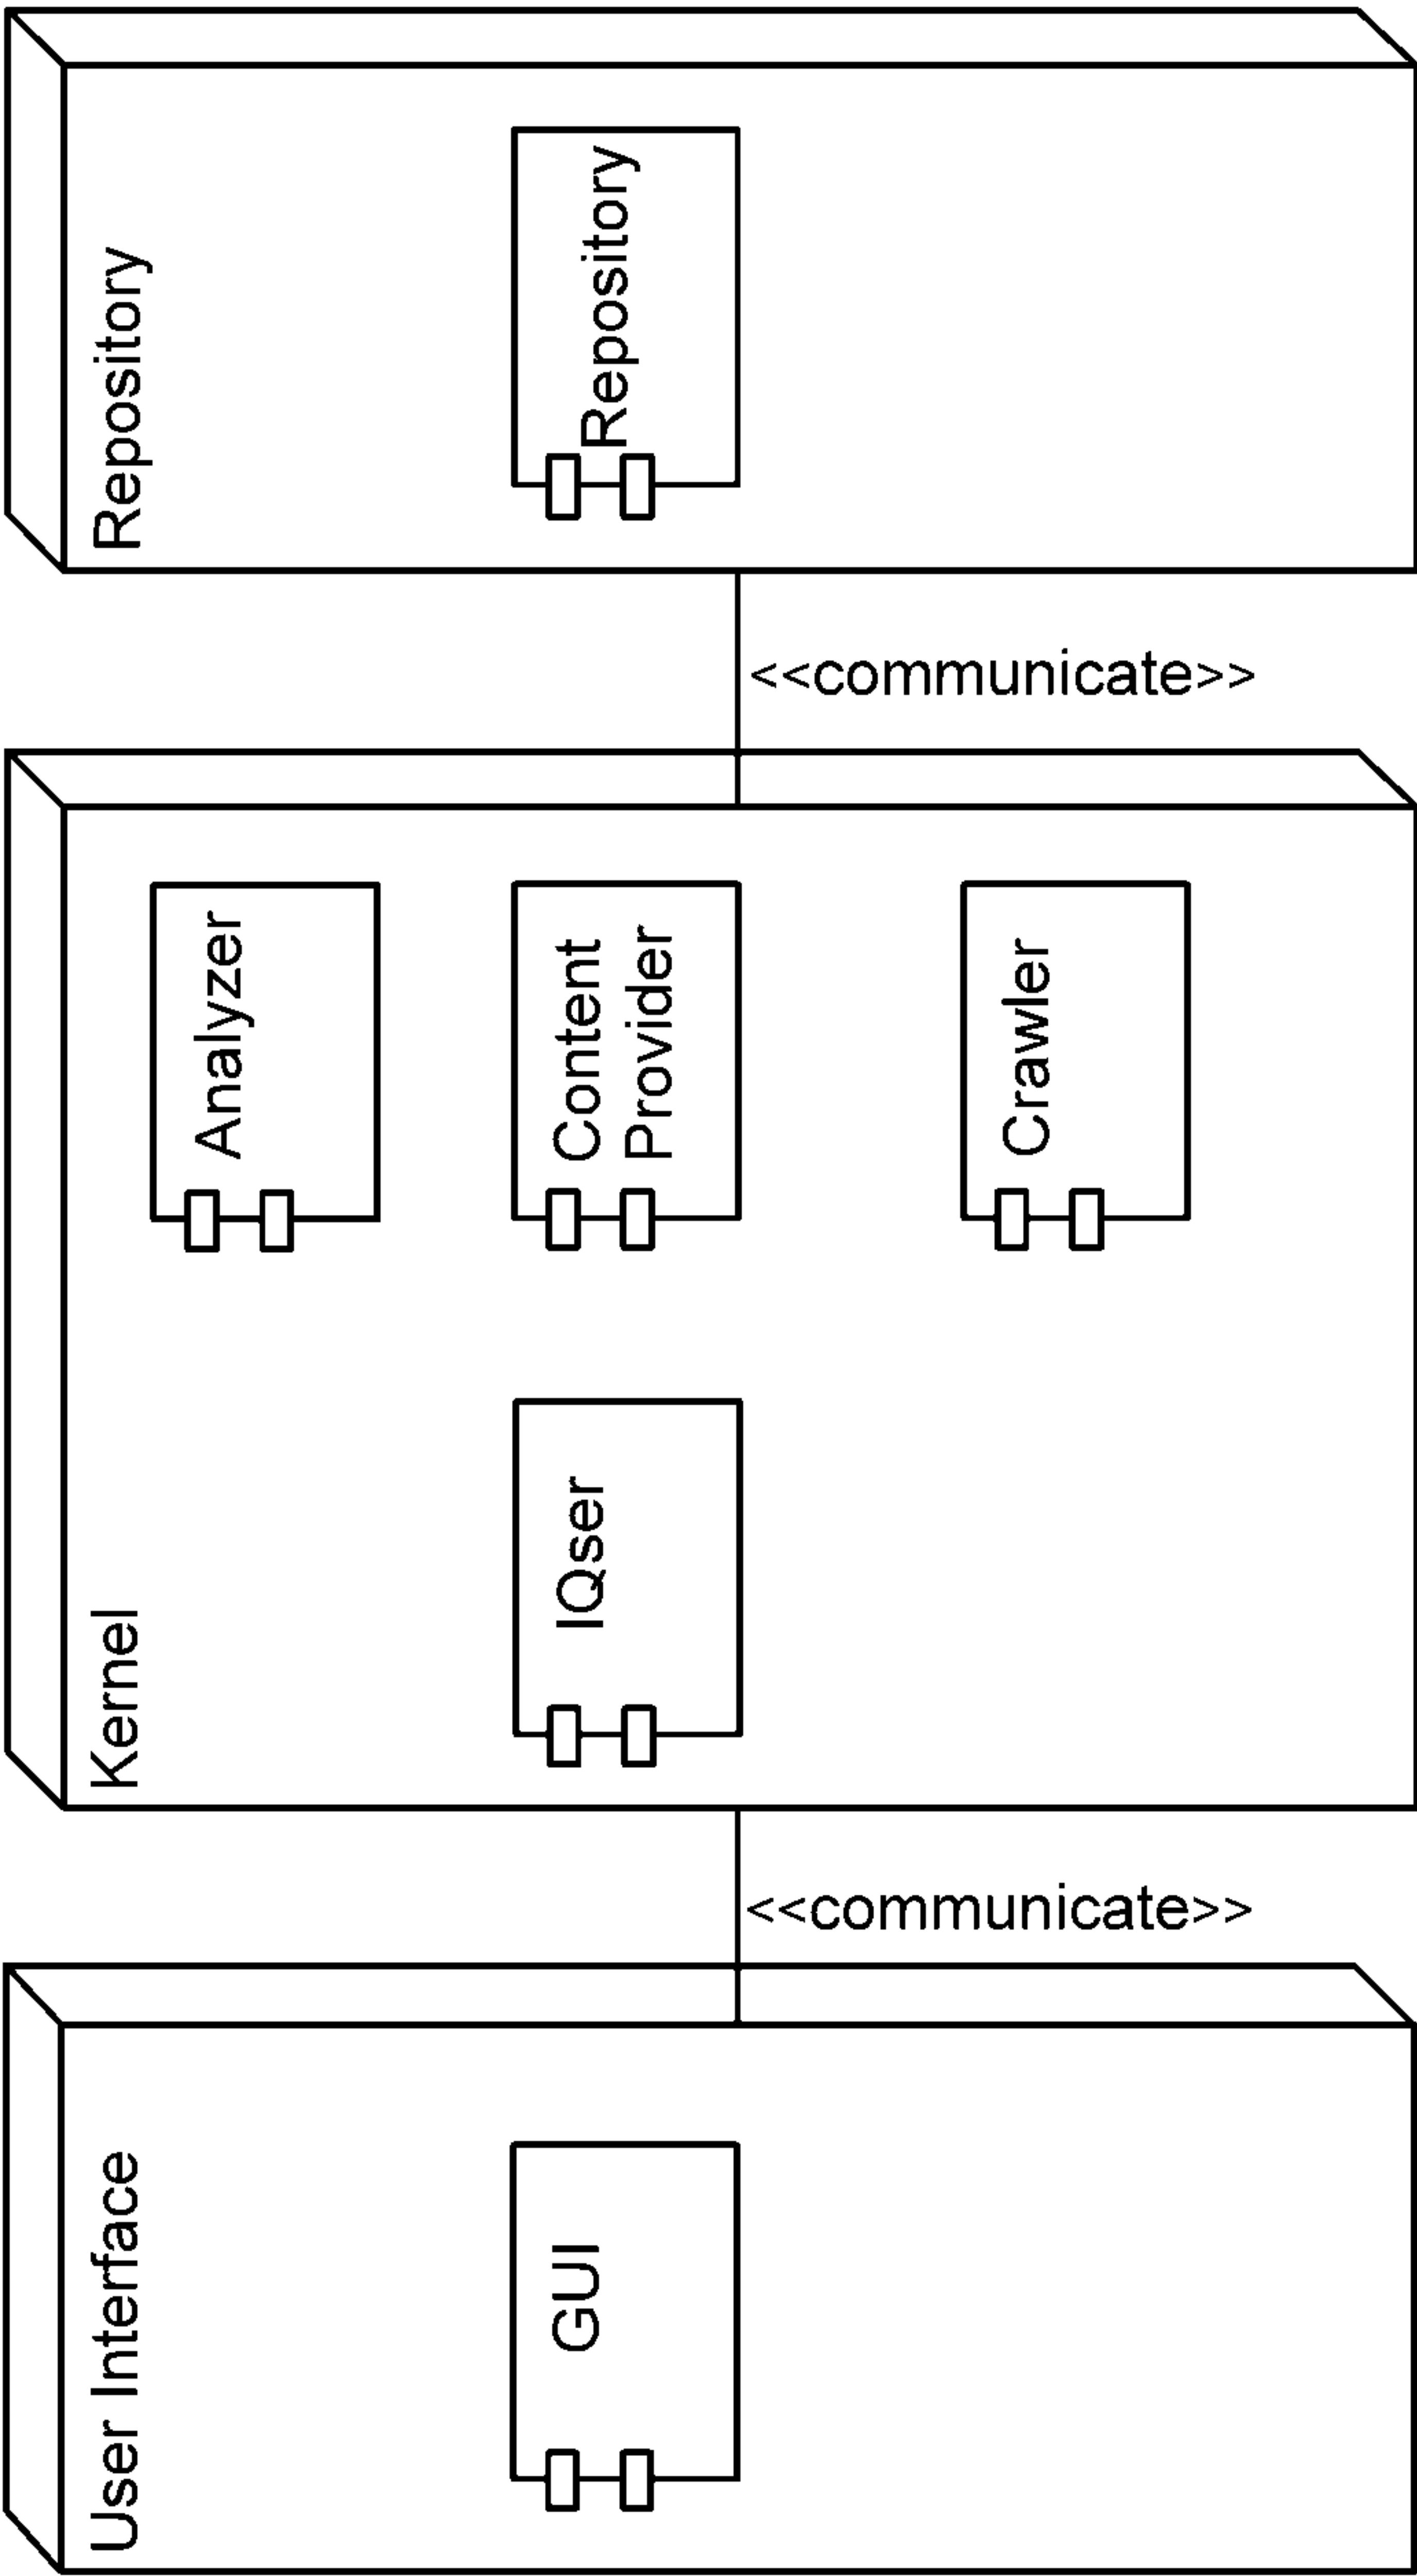 User Interface
GUI
<<communicate>>
Kernel
IQser
Analyzer
Content
Provider
Crawler
<<communicate>>
Repository
Repository